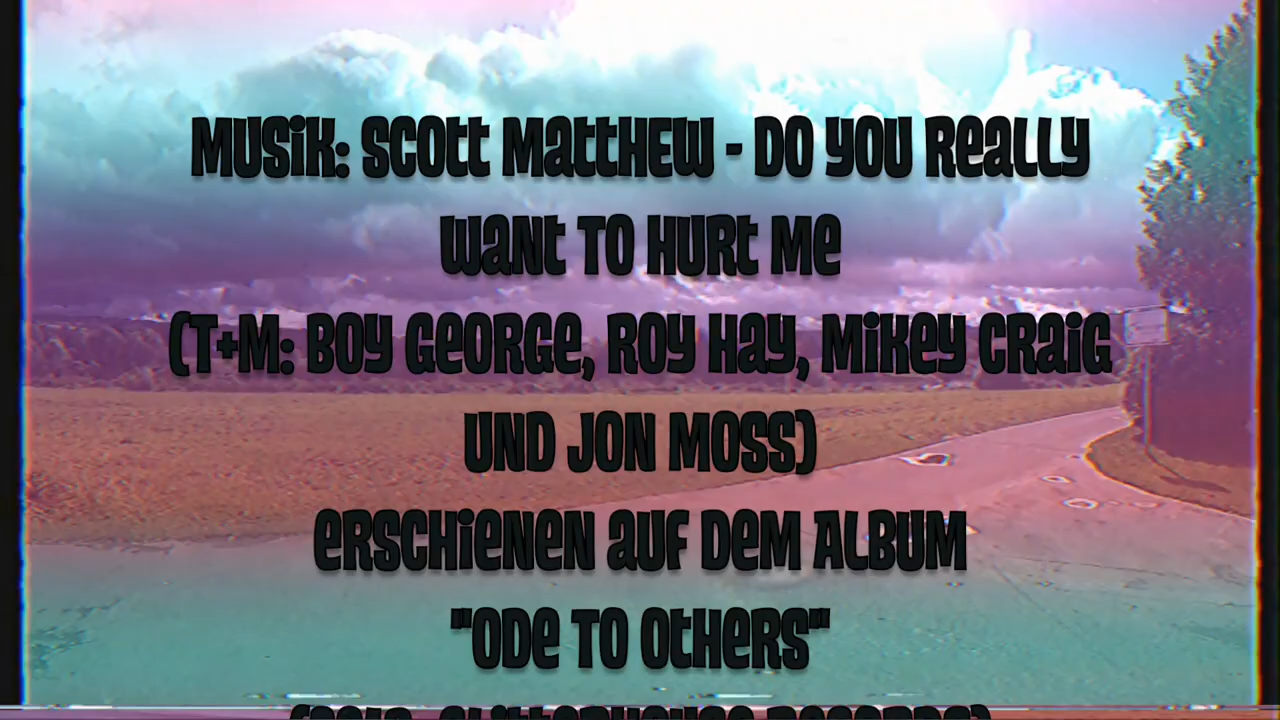 Musik: Scott Matthew - Do You Really
Want To Hurt Me
(T+M: Boy George, Roy Hay, Mikey Craig
und Jon Moss)
erschienen auf dem Album
"Ode To Others"